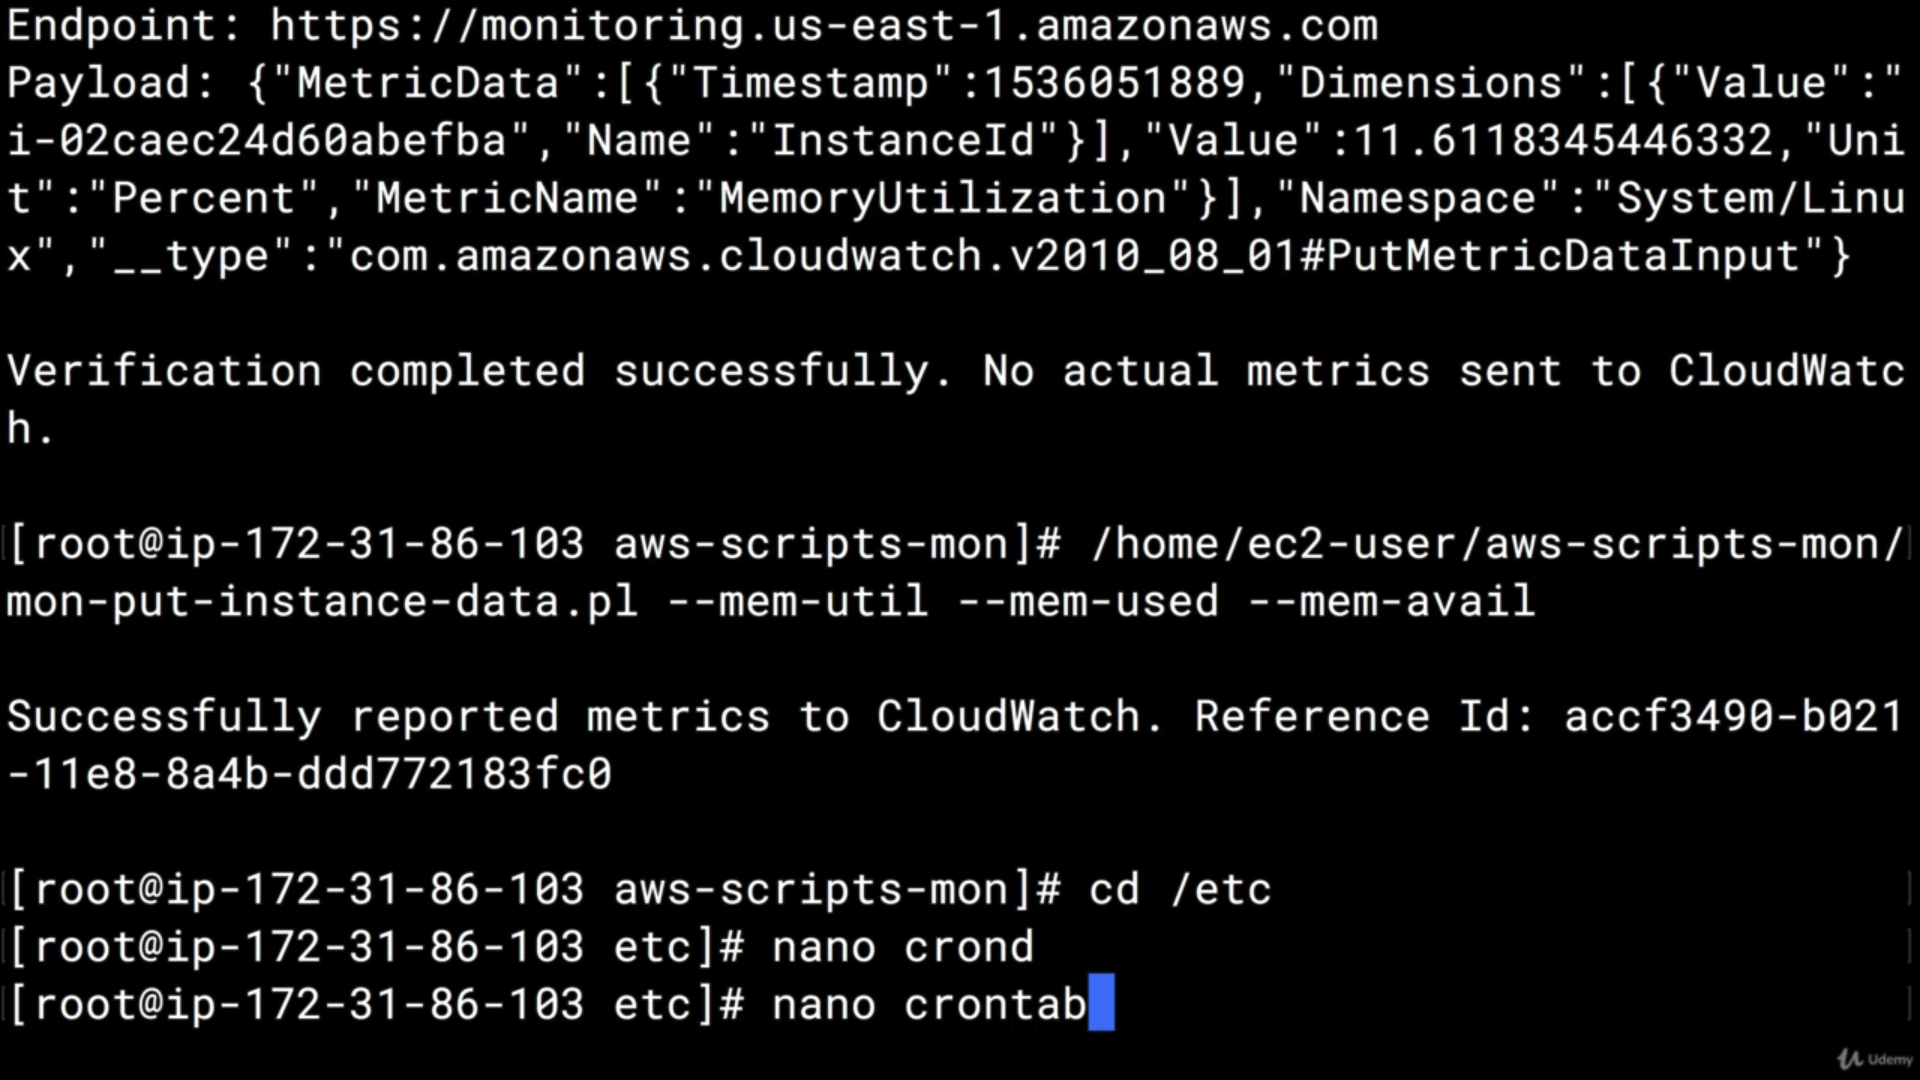 Endpoint: https://monitoring.us-east-1.amazonaws.com
Payload: {"MetricData":[{"Timestamp":1536051889,"Dimensions":[{"Value":"
i-02caec24d60abefba","Name":"InstanceId"}],"Value":11.6118345446332,"Uni
t":"Percent","MetricName":"MemoryUtilization"}],"Namespace":"System/Linu
x","__type":"com.amazonaws.cloudwatch.v2010_08_01#PutMetricDataInput"}
Verification completed successfully. No actual metrics sent to CloudWatc
h.
[root@ip-172-31-86-103 aws-scripts-mon]# /home/ec2-user/aws-scripts-mon/
mon-put-instance-data.pl --mem-util --mem-used --mem-avail
Successfully reported metrics to CloudWatch. Reference Id: accf3490-b021
-11e8-8a4b-ddd772183fc0
[root@ip-172-31-86-103 aws-scripts-mon]# cd /etc
[root@ip-172-31-86-103 etc]# nano crond
[root@ip-172-31-86-103 etc]# nano crontab
Udemy